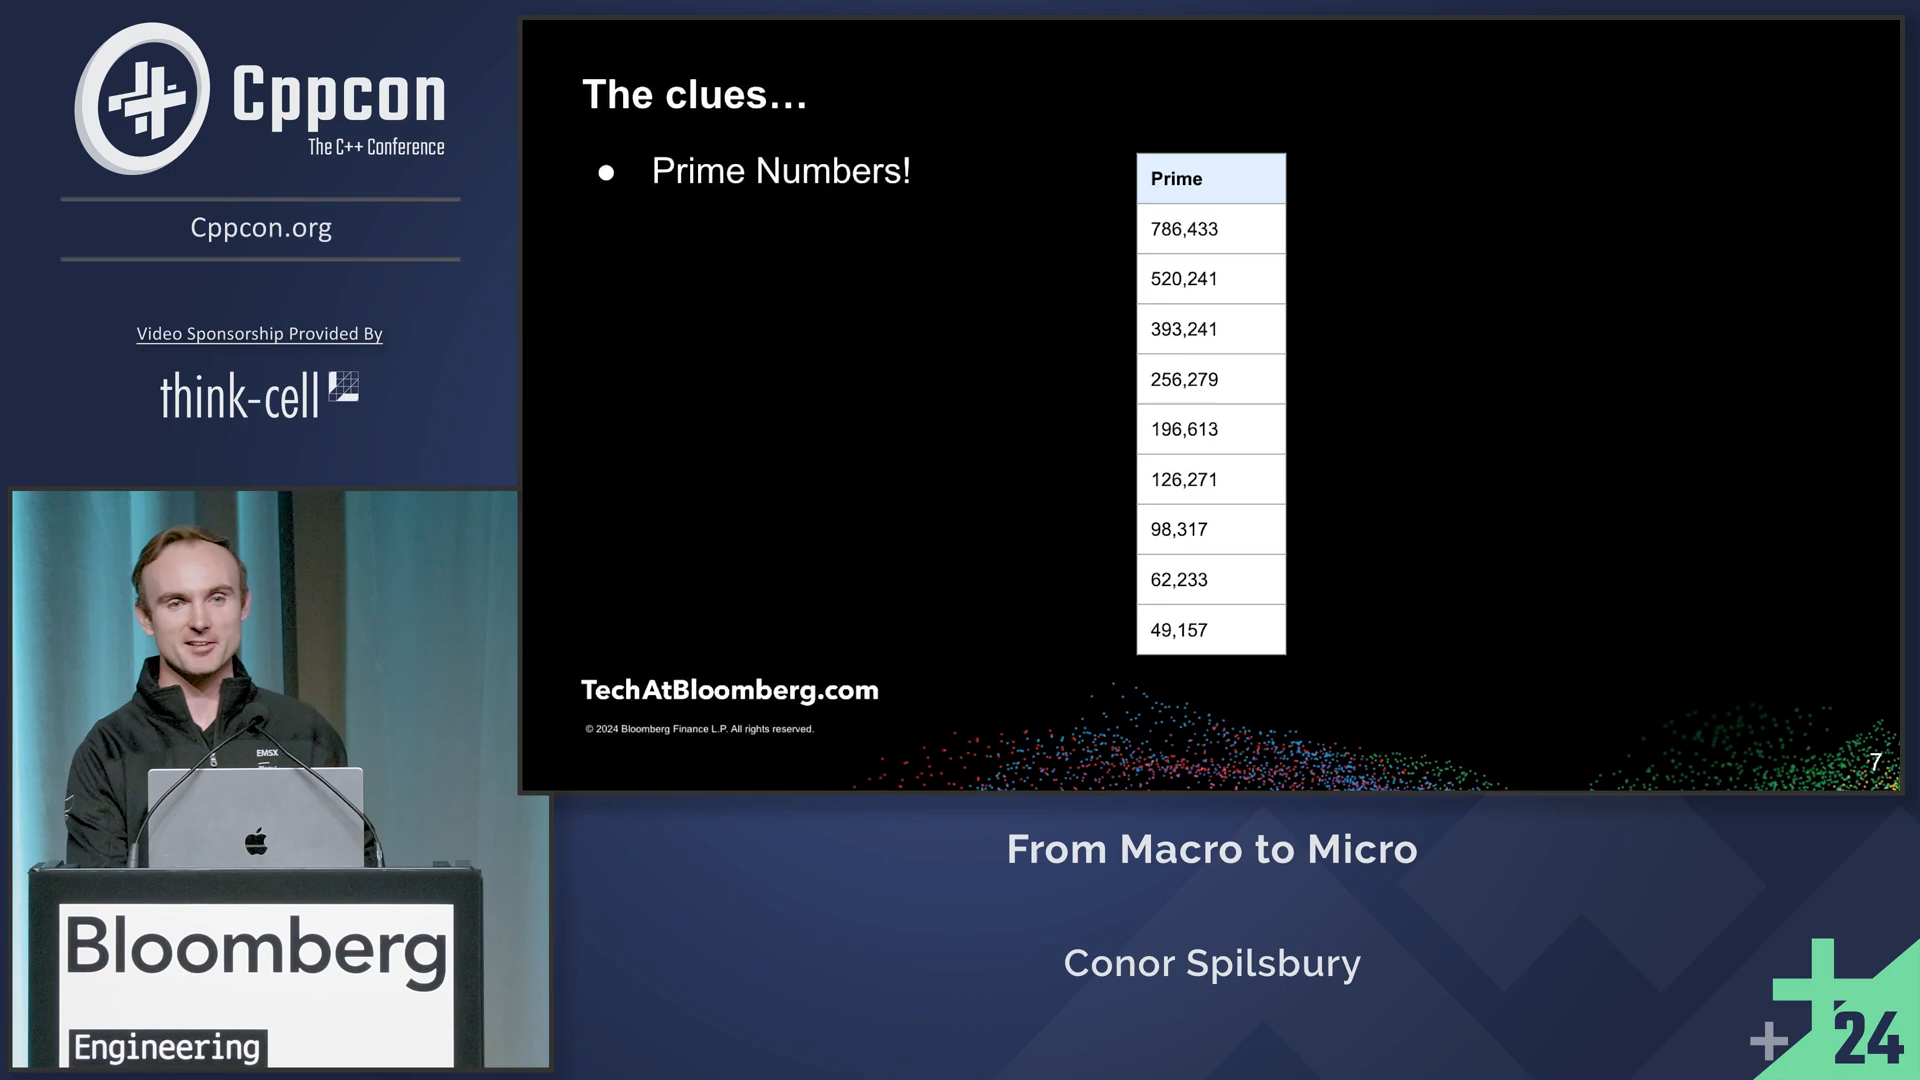 Cppcon
The C++ Conference
Cppcon.org
Video Sponsorship Provided By
think-cell
The clues...
● Prime Numbers!
Prime
786,433
520,241
393,241
256,279
196,613
126,271
98,317
62,233
49,157
TechAtBloomberg.com
© 2024 Bloomberg Finance L.P. All rights reserved.
7
EMSX
Bloomberg
Engineering
From Macro to Micro
Conor Spilsbury
24